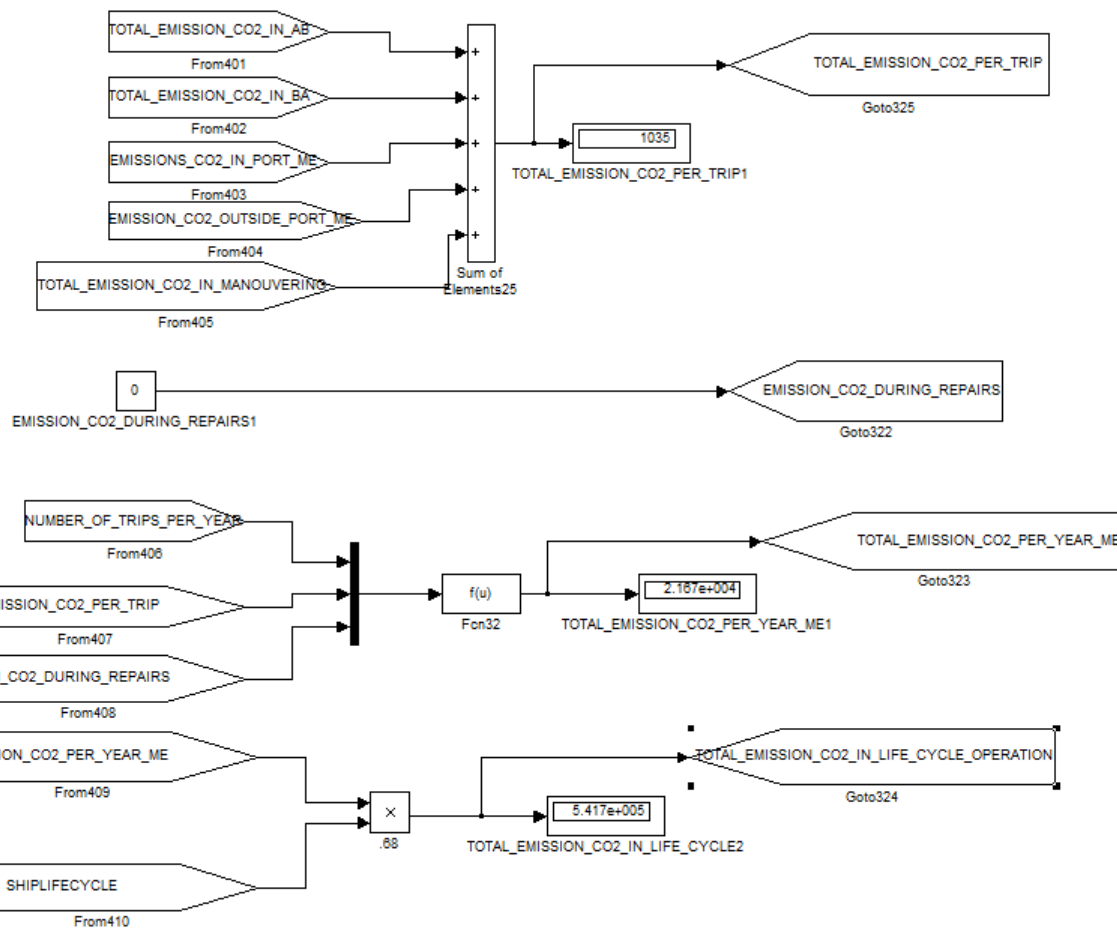 TOTAL_EMISSION_CO2_IN_AB
From401
TOTAL_EMISSION_CO2_IN_BA
From402
EMISSIONS_CO2_IN_PORT_ME
From403
EMISSION_CO2_OUTSIDE_PORT_ME
From404
TOTAL_EMISSION_CO2_IN_MANOUVERING
From405
+
+
+
+
+
Sum of
Elements25
TOTAL_EMISSION_CO2_PER_TRIP
Goto325
1035
TOTAL_EMISSION_CO2_PER_TRIP1
0
EMISSION_CO2_DURING_REPAIRS1
EMISSION_CO2_DURING_REPAIRS
Goto322
NUMBER_OF_TRIPS_PER_YEAR
From406
ISSION_CO2_PER_TRIP
From407
_CO2_DURING_REPAIRS
From408
f(u)
Fcn32
TOTAL_EMISSION_CO2_PER_YEAR_ME
Goto323
2.167e+004
TOTAL_EMISSION_CO2_PER_YEAR_ME1
ION_CO2_PER_YEAR_ME
From409
SHIPLIFECYCLE
From410
×
.68
TOTAL_EMISSION_CO2_IN_LIFE_CYCLE_OPERATION
Goto324
5.417e+005
TOTAL_EMISSION_CO2_IN_LIFE_CYCLE2